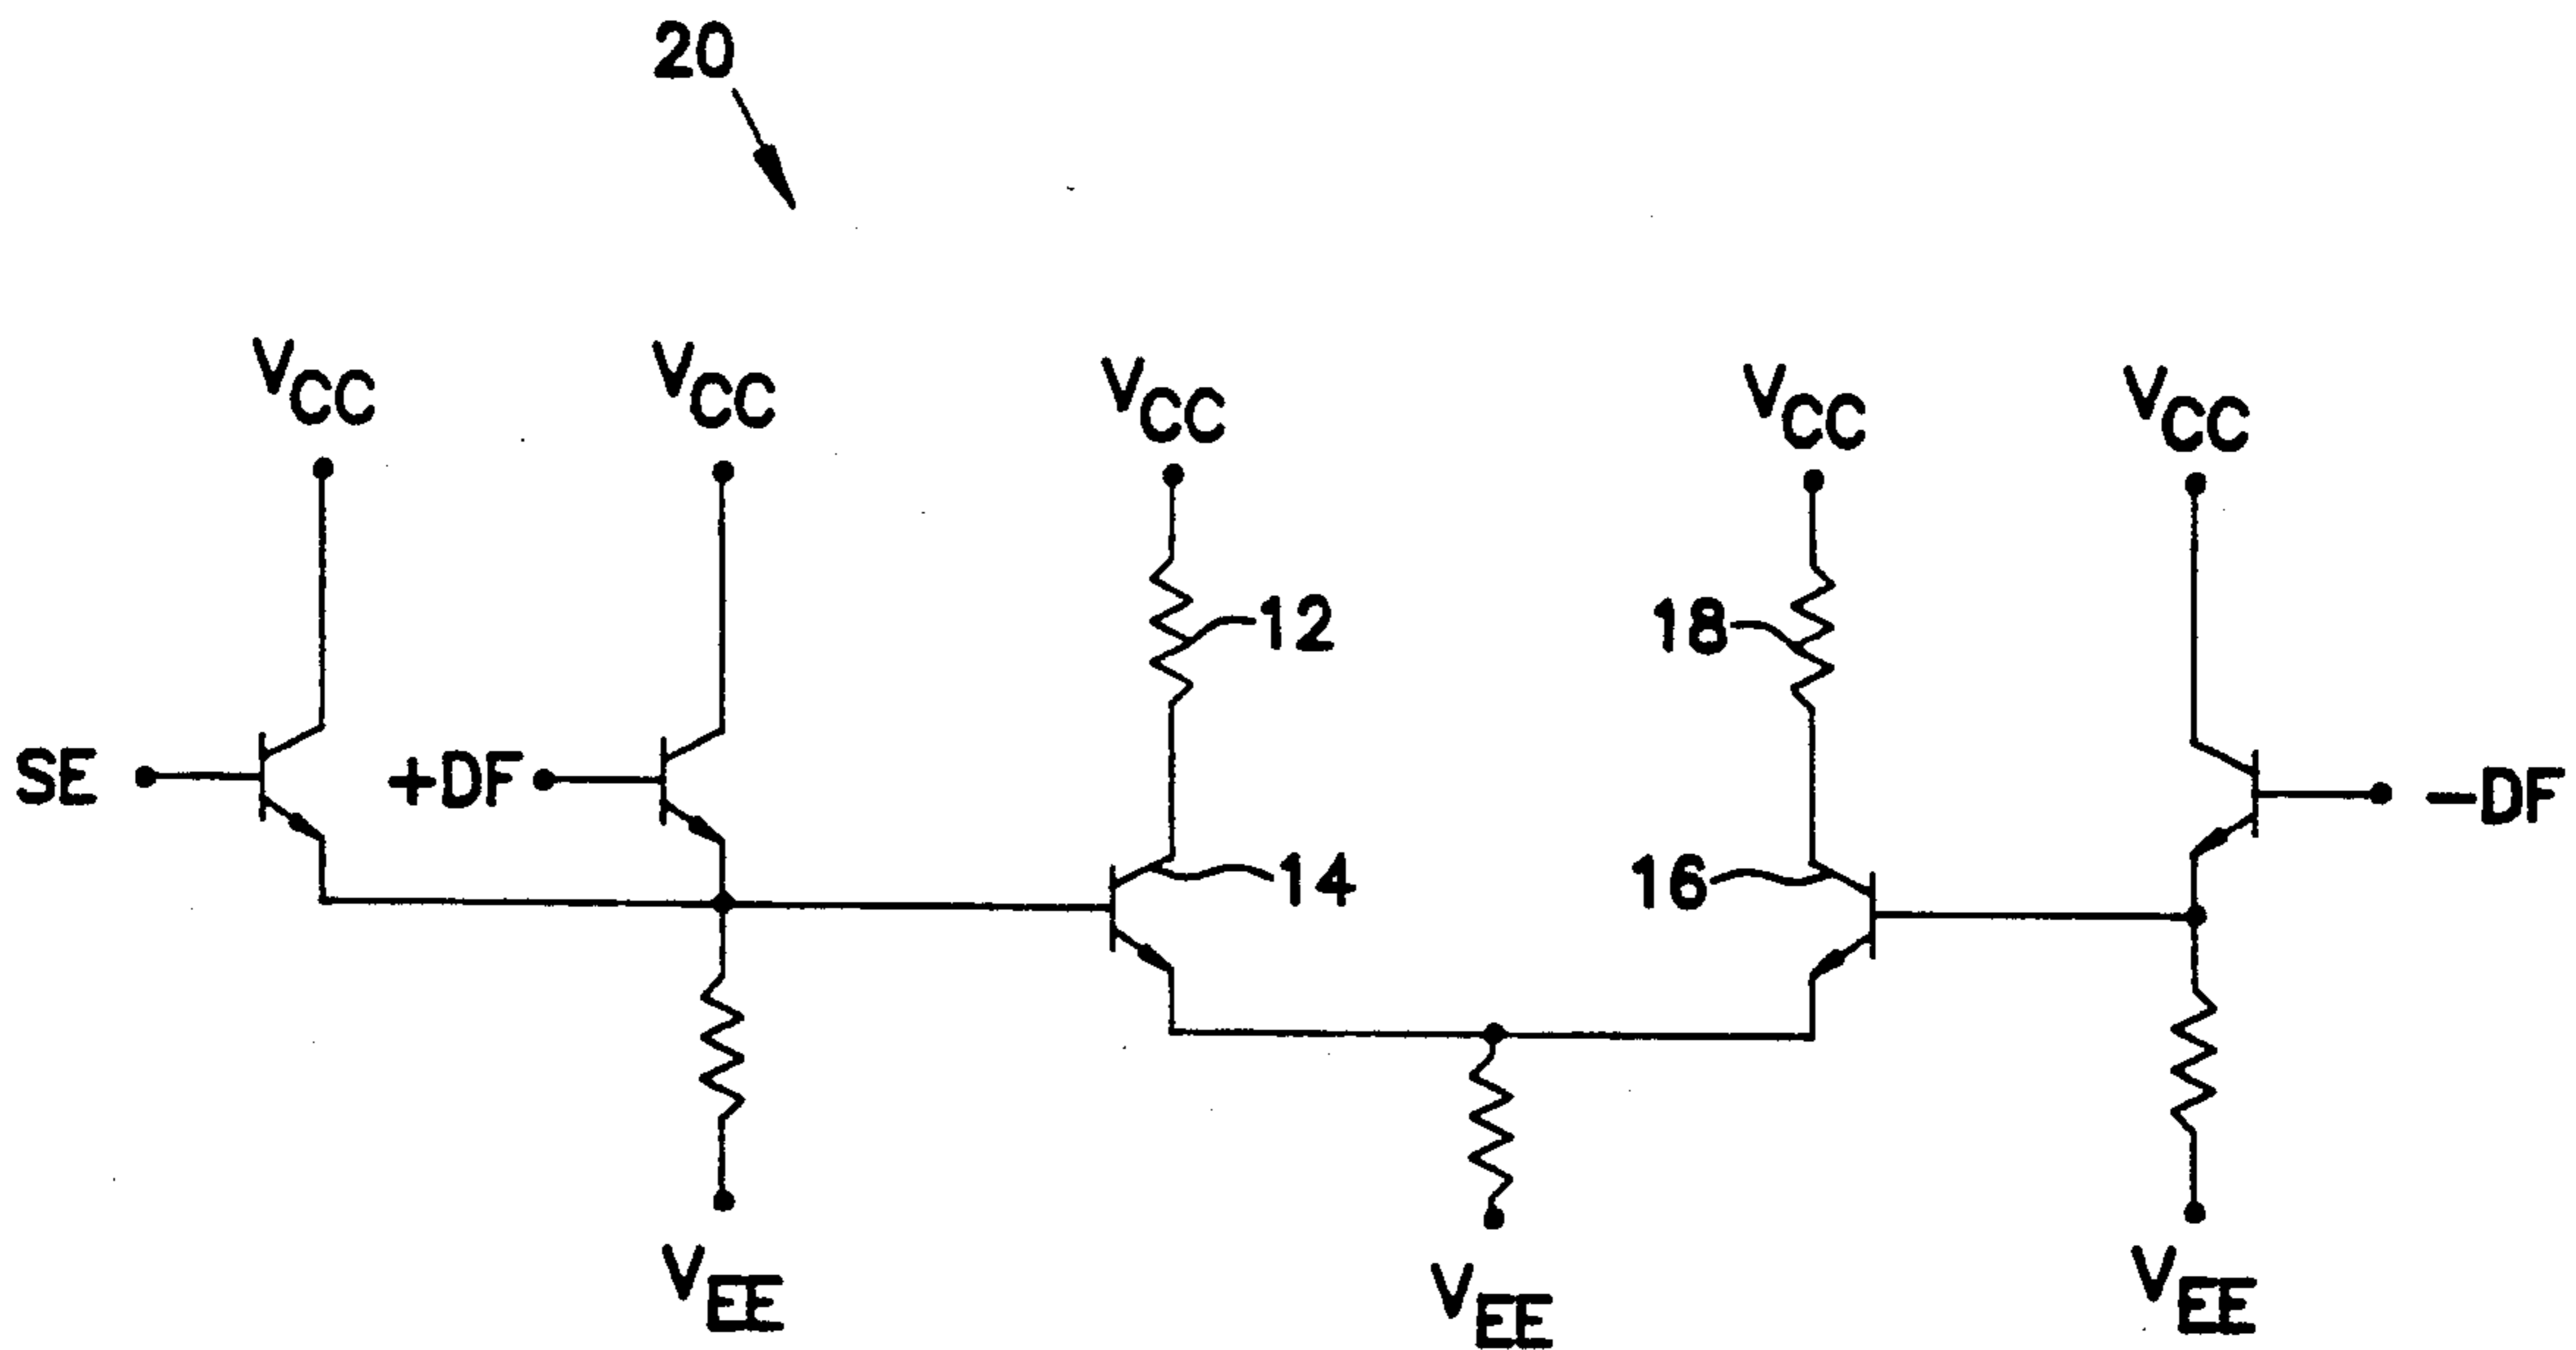 20
VCC VCC VCC VCC VCC
12 18
SE +DF -DF
14 16
VEE VEE VEE